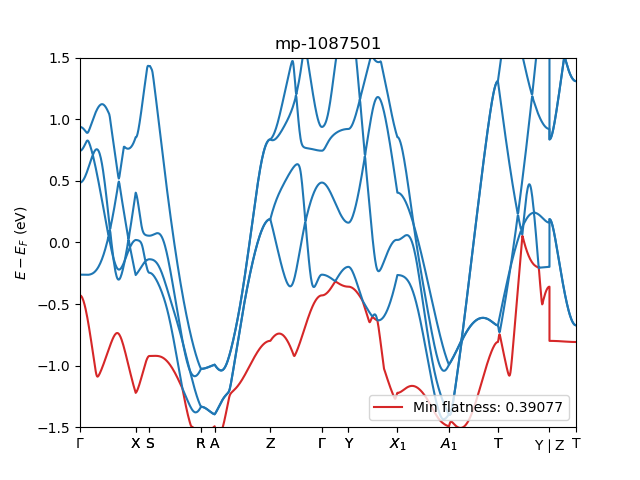 mp-1087501
E − E_F (eV)
1.5
1.0
0.5
0.0
−0.5
−1.0
−1.5
Min flatness: 0.39077
Γ X S R A Z Γ Y X₁ A₁ T Y | Z T